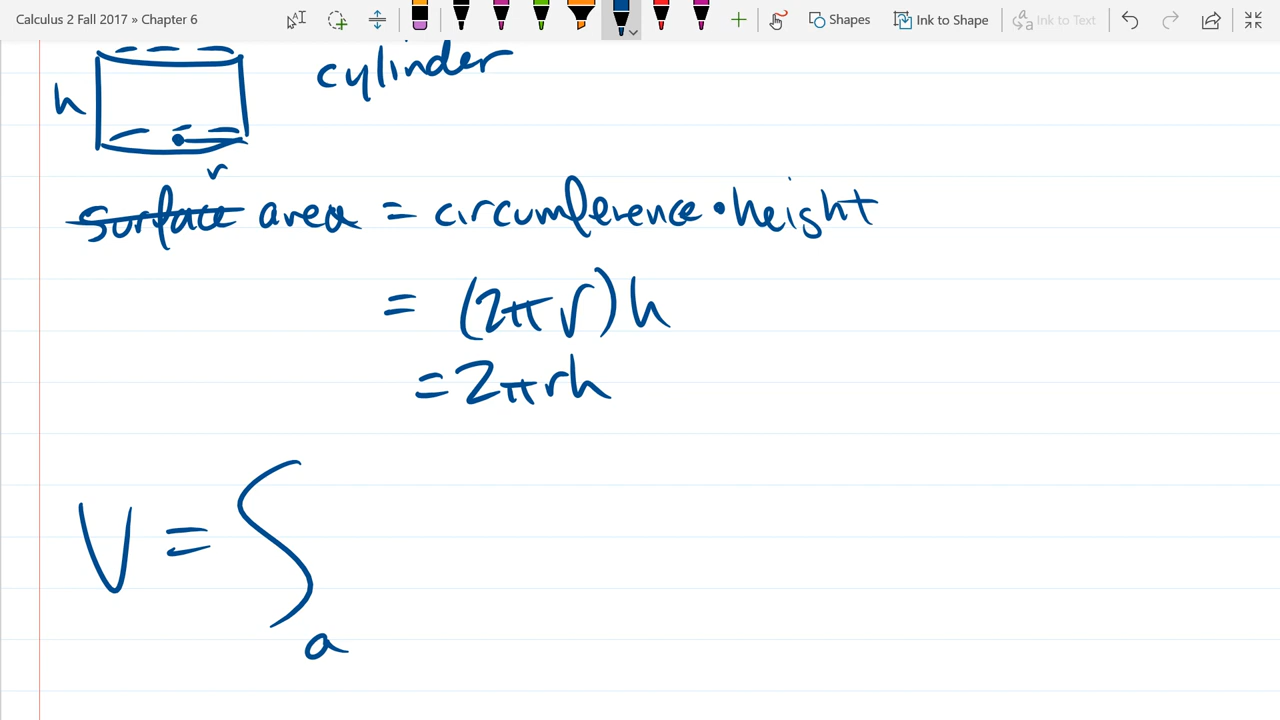 Calculus 2 Fall 2017 » Chapter 6
Shapes
Ink to Shape
Ink to Text
cylinder
h
r
surface area = circumference • height
= (2πr)h
= 2πrh
V = ∫
a